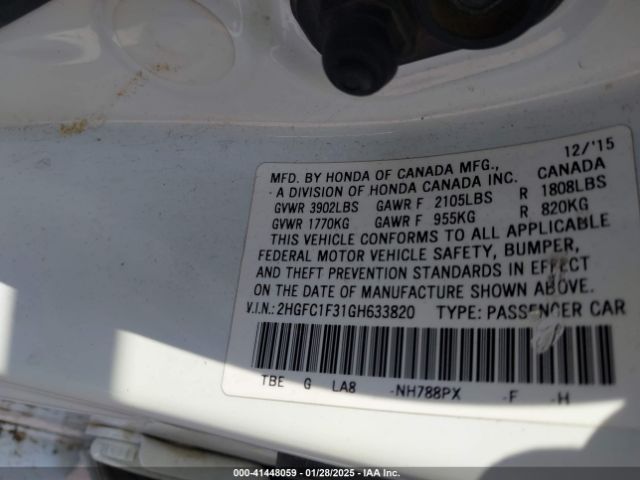 12/'15
MFD. BY HONDA OF CANADA MFG., CANADA
- A DIVISION OF HONDA CANADA INC.
GVWR 3902LBS GAWR F 2105LBS R 1808LBS
GVWR 1770KG GAWR F 955KG R 820KG
THIS VEHICLE CONFORMS TO ALL APPLICABLE
FEDERAL MOTOR VEHICLE SAFETY, BUMPER,
AND THEFT PREVENTION STANDARDS IN EFFECT
ON THE DATE OF MANUFACTURE SHOWN ABOVE.
V.I.N.: 2HGFC1F31GH633820 TYPE: PASSENGER CAR
TBE G LA8 -NH788PX -F -H
000-41448059 | 01/28/2025 - IAA Inc.